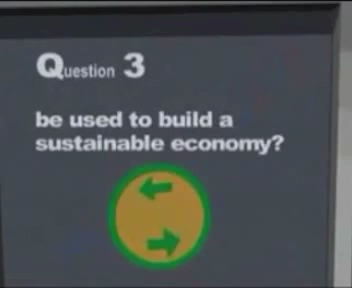 Question 3
be used to build a
sustainable economy?